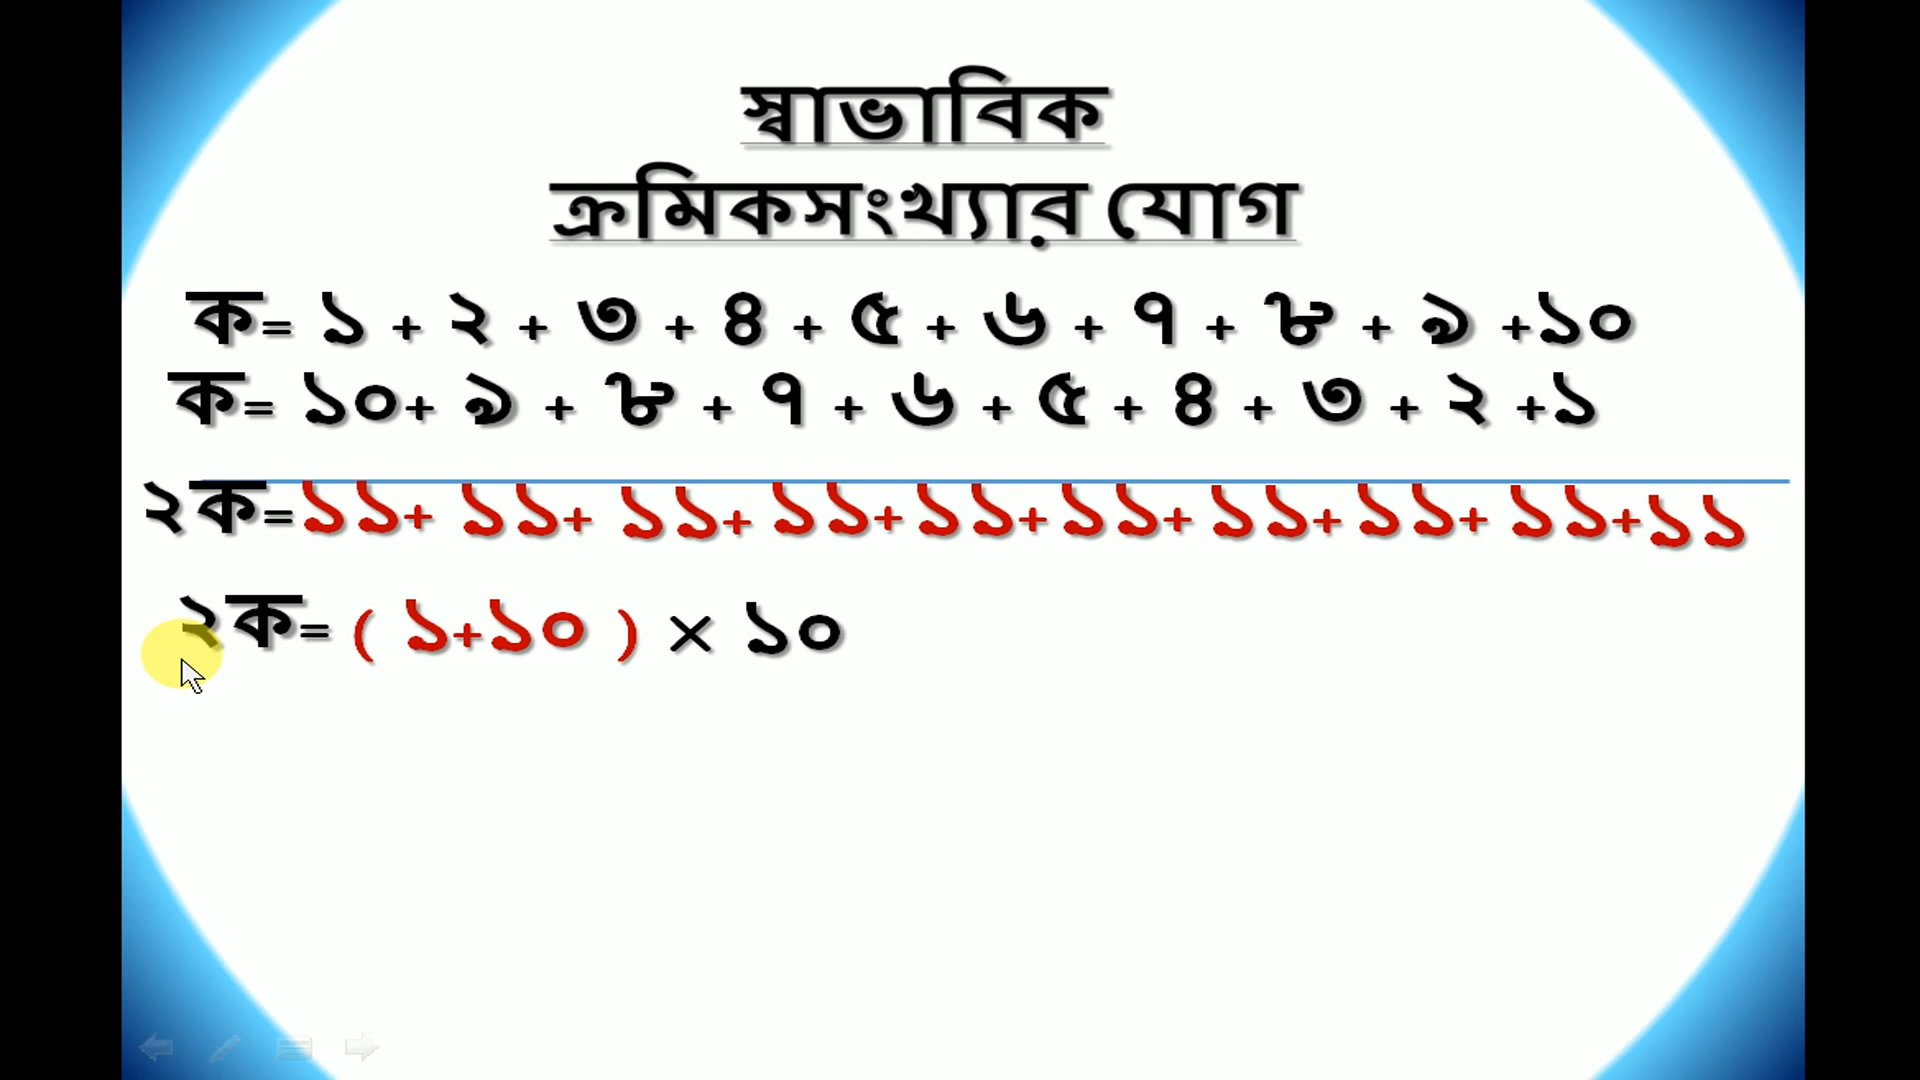 স্বাভাবিক
ক্রমিকসংখ্যার যোগ
ক= ১ + ২ + ৩ + ৪ + ৫ + ৬ + ৭ + ৮ + ৯ +১০
ক= ১০+ ৯ + ৮ + ৭ + ৬ + ৫ + ৪ + ৩ + ২ +১
২ক=১১+ ১১+ ১১+ ১১+ ১১+ ১১+ ১১+ ১১+ ১১+১১
২ক= ( ১+১০ ) × ১০